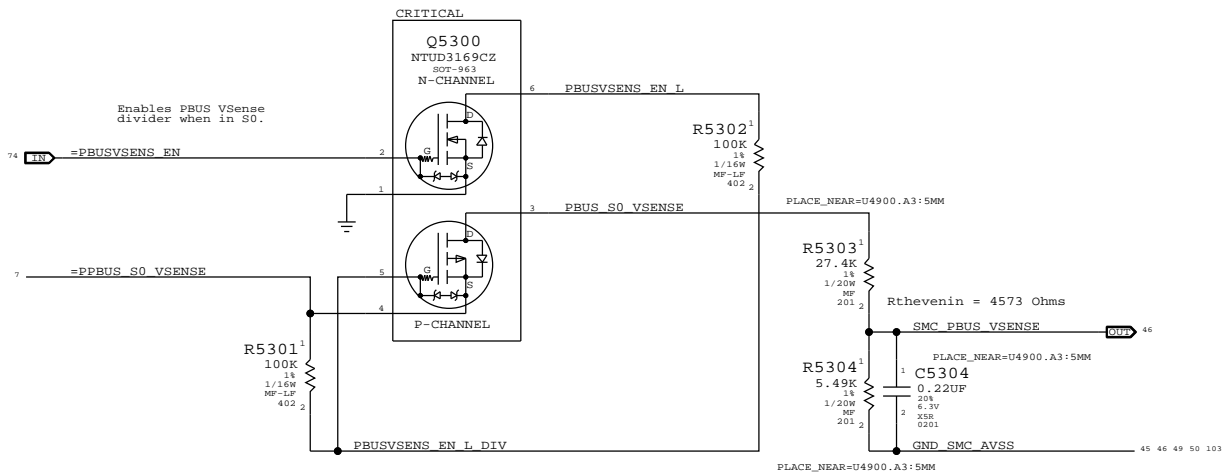 CRITICAL
Q5300
NTUD3169CZ
SOT-963
N-CHANNEL
6
PBUSVSENS_EN_L
Enables PBUS VSense
divider when in S0.
D
G
S
R5302
1
100K
1%
1/16W
MF-LF
402
2
74
IN
=PBUSVSENS_EN
2
1
3
PBUS_S0_VSENSE
PLACE_NEAR=U4900.A3:5MM
D
G
S
7
=PPBUS_S0_VSENSE
5
4
P-CHANNEL
R5303
1
27.4K
1%
1/20W
MF
201
2
Rthevenin = 4573 Ohms
SMC_PBUS_VSENSE
OUT
46
PLACE_NEAR=U4900.A3:5MM
R5301
1
100K
1%
1/16W
MF-LF
402
2
R5304
1
5.49K
1%
1/20W
MF
201
2
1
C5304
0.22UF
20%
6.3V
X5R
0201
2
PBUSVSENS_EN_L_DIV
GND_SMC_AVSS
45 46 49 50 103
PLACE_NEAR=U4900.A3:5MM